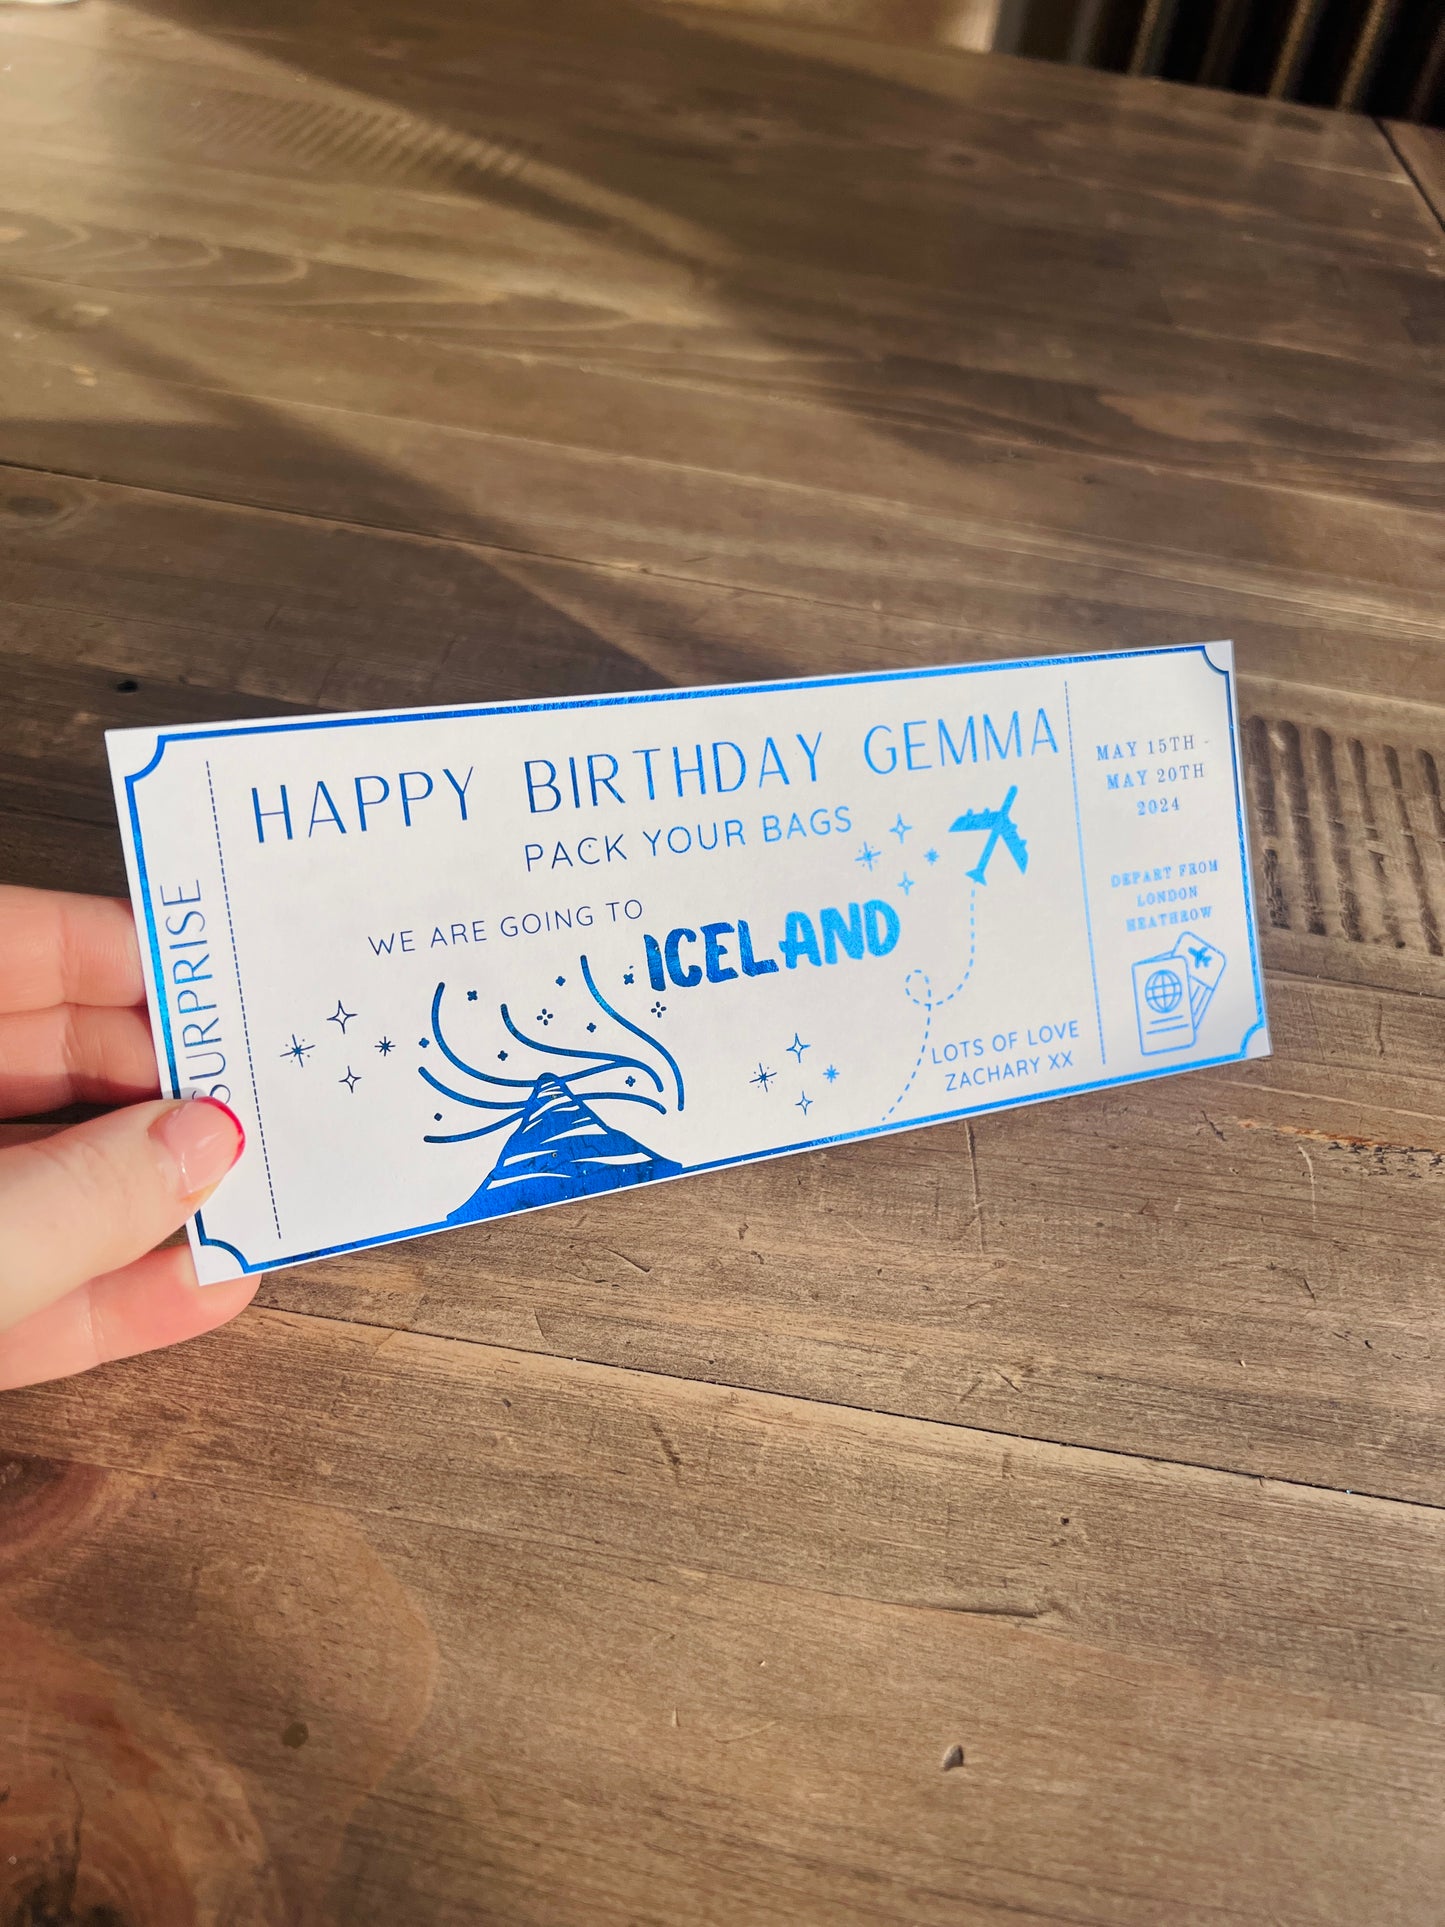 SURPRISE
HAPPY BIRTHDAY GEMMA
PACK YOUR BAGS
WE ARE GOING TO
ICELAND
LOTS OF LOVE
ZACHARY XX
MAY 15TH -
MAY 20TH
2024
DEPART FROM
LONDON
HEATHROW